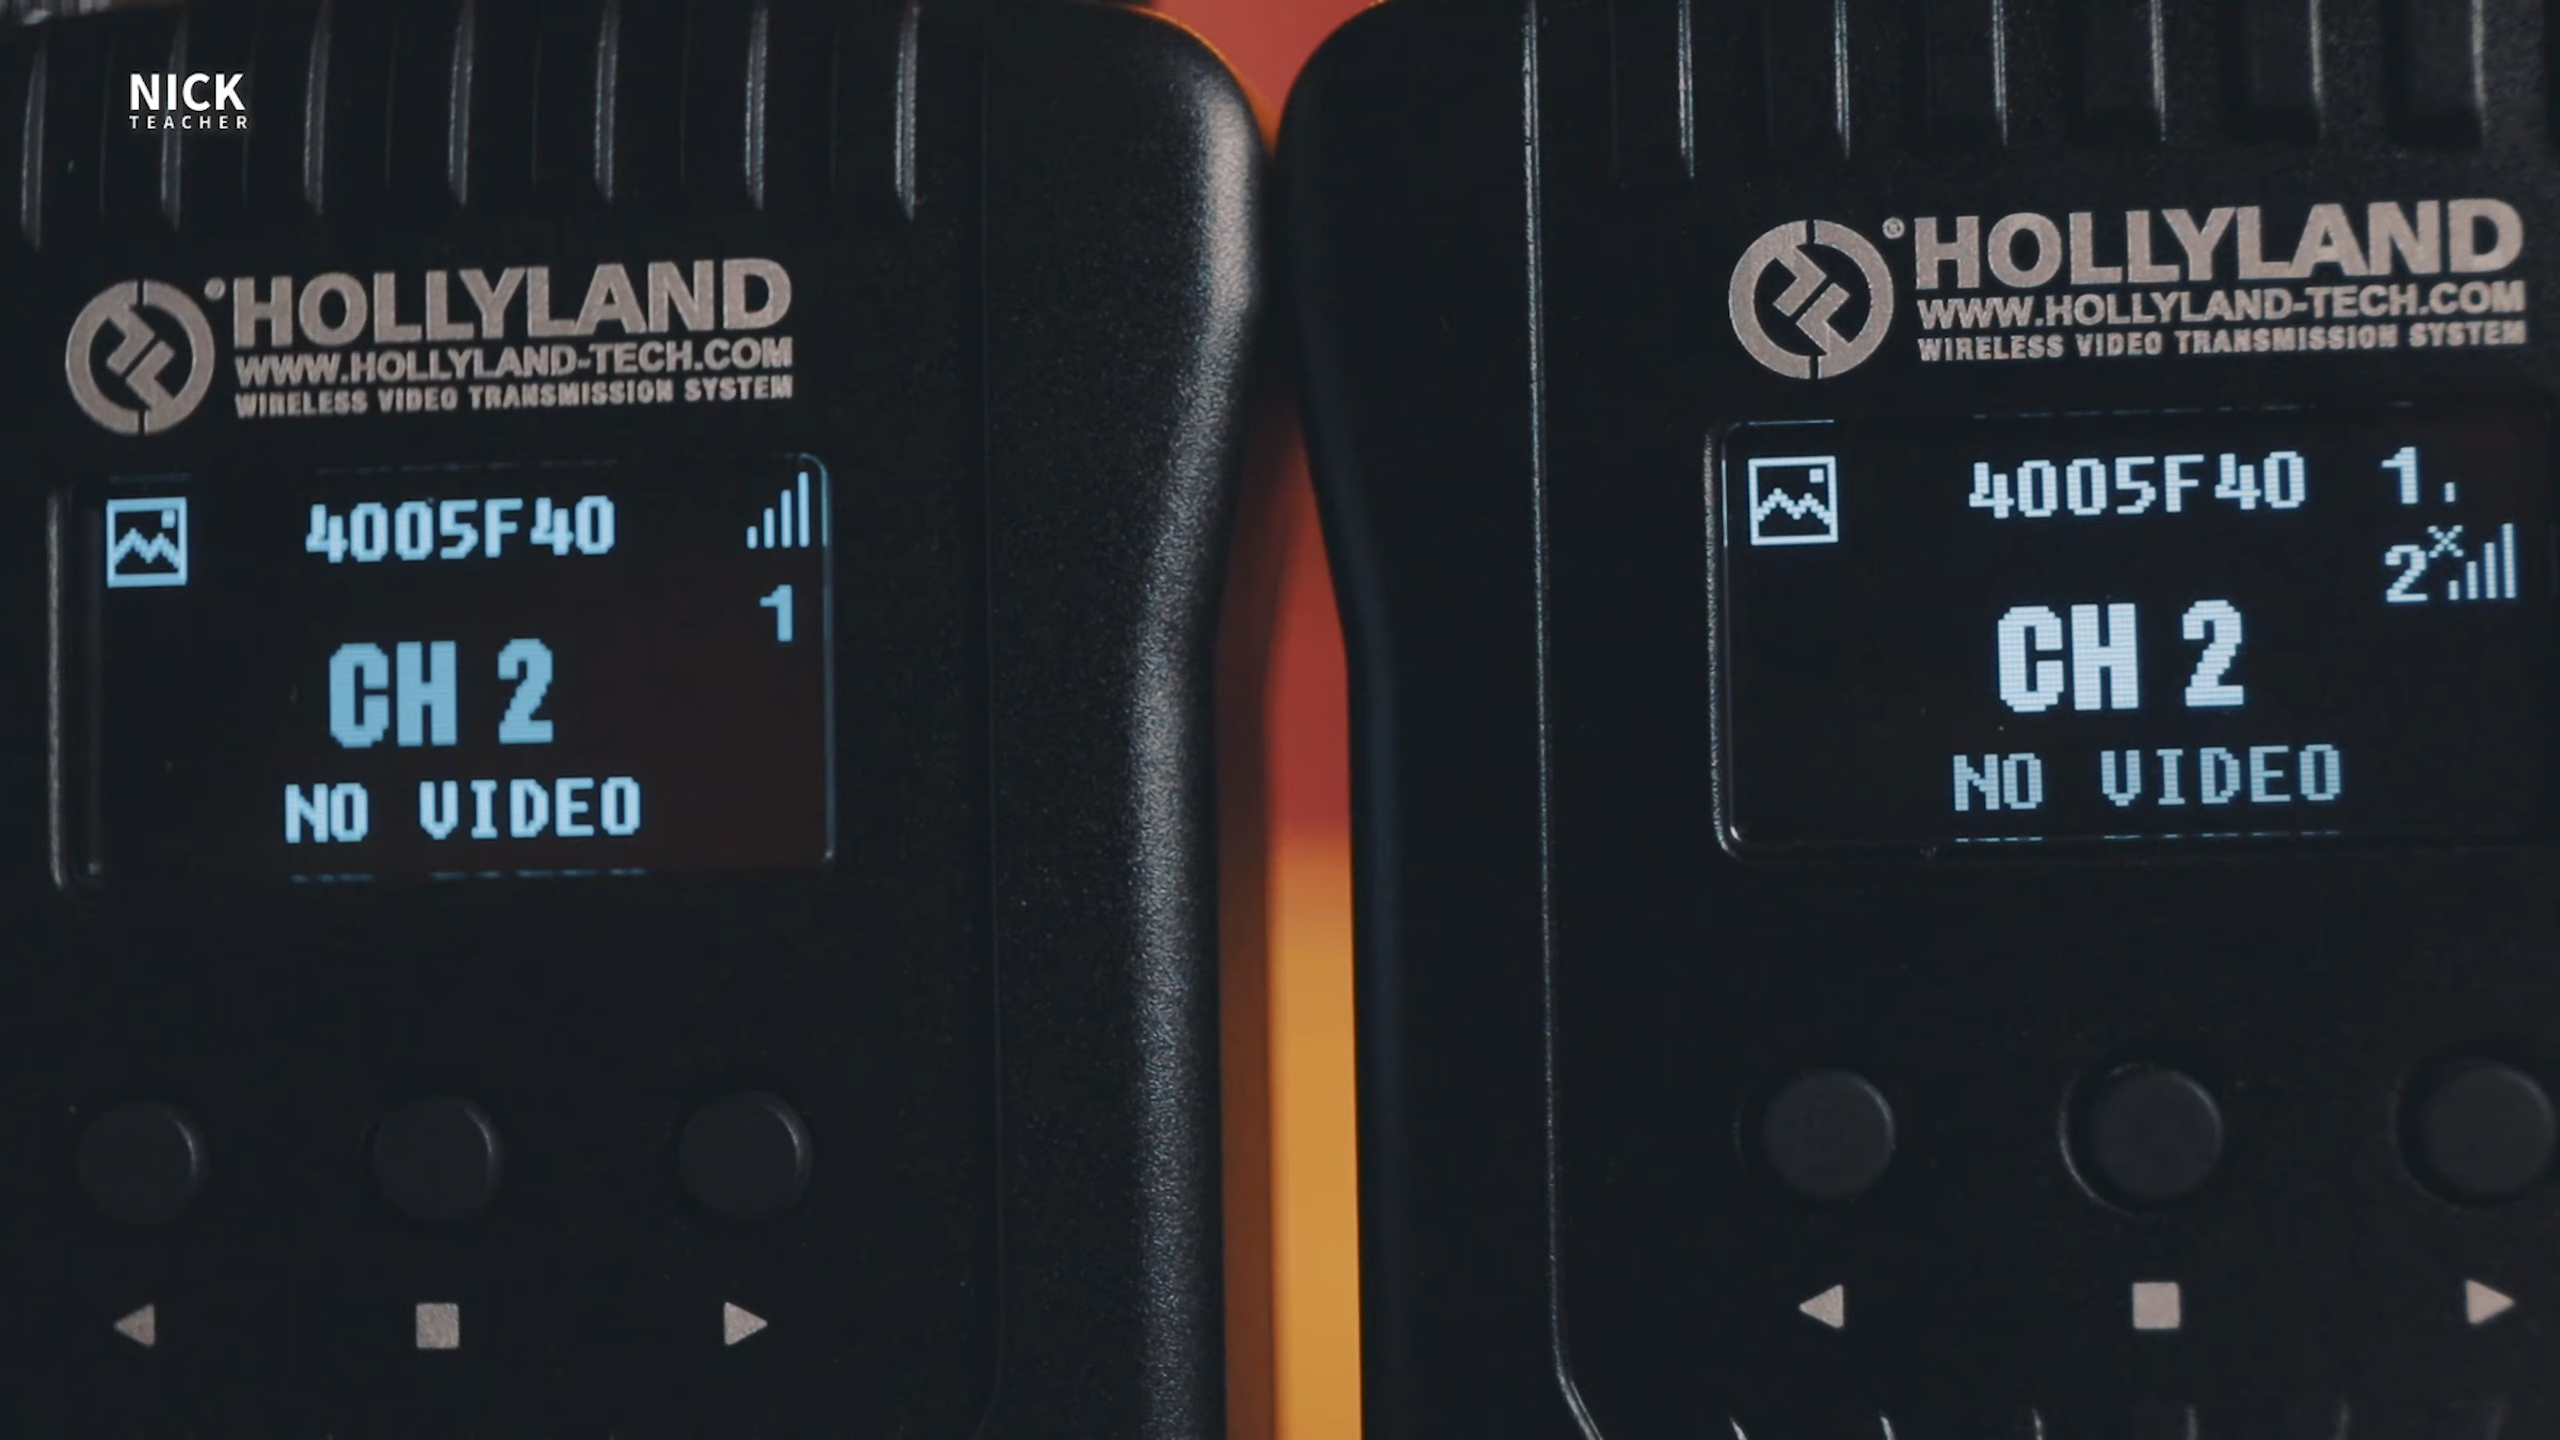 NICK
TEACHER
® HOLLYLAND
WWW.HOLLYLAND-TECH.COM
WIRELESS VIDEO TRANSMISSION SYSTEM
4005F40
1
CH 2
NO VIDEO
® HOLLYLAND
WWW.HOLLYLAND-TECH.COM
WIRELESS VIDEO TRANSMISSION SYSTEM
4005F40
1
2
CH 2
NO VIDEO